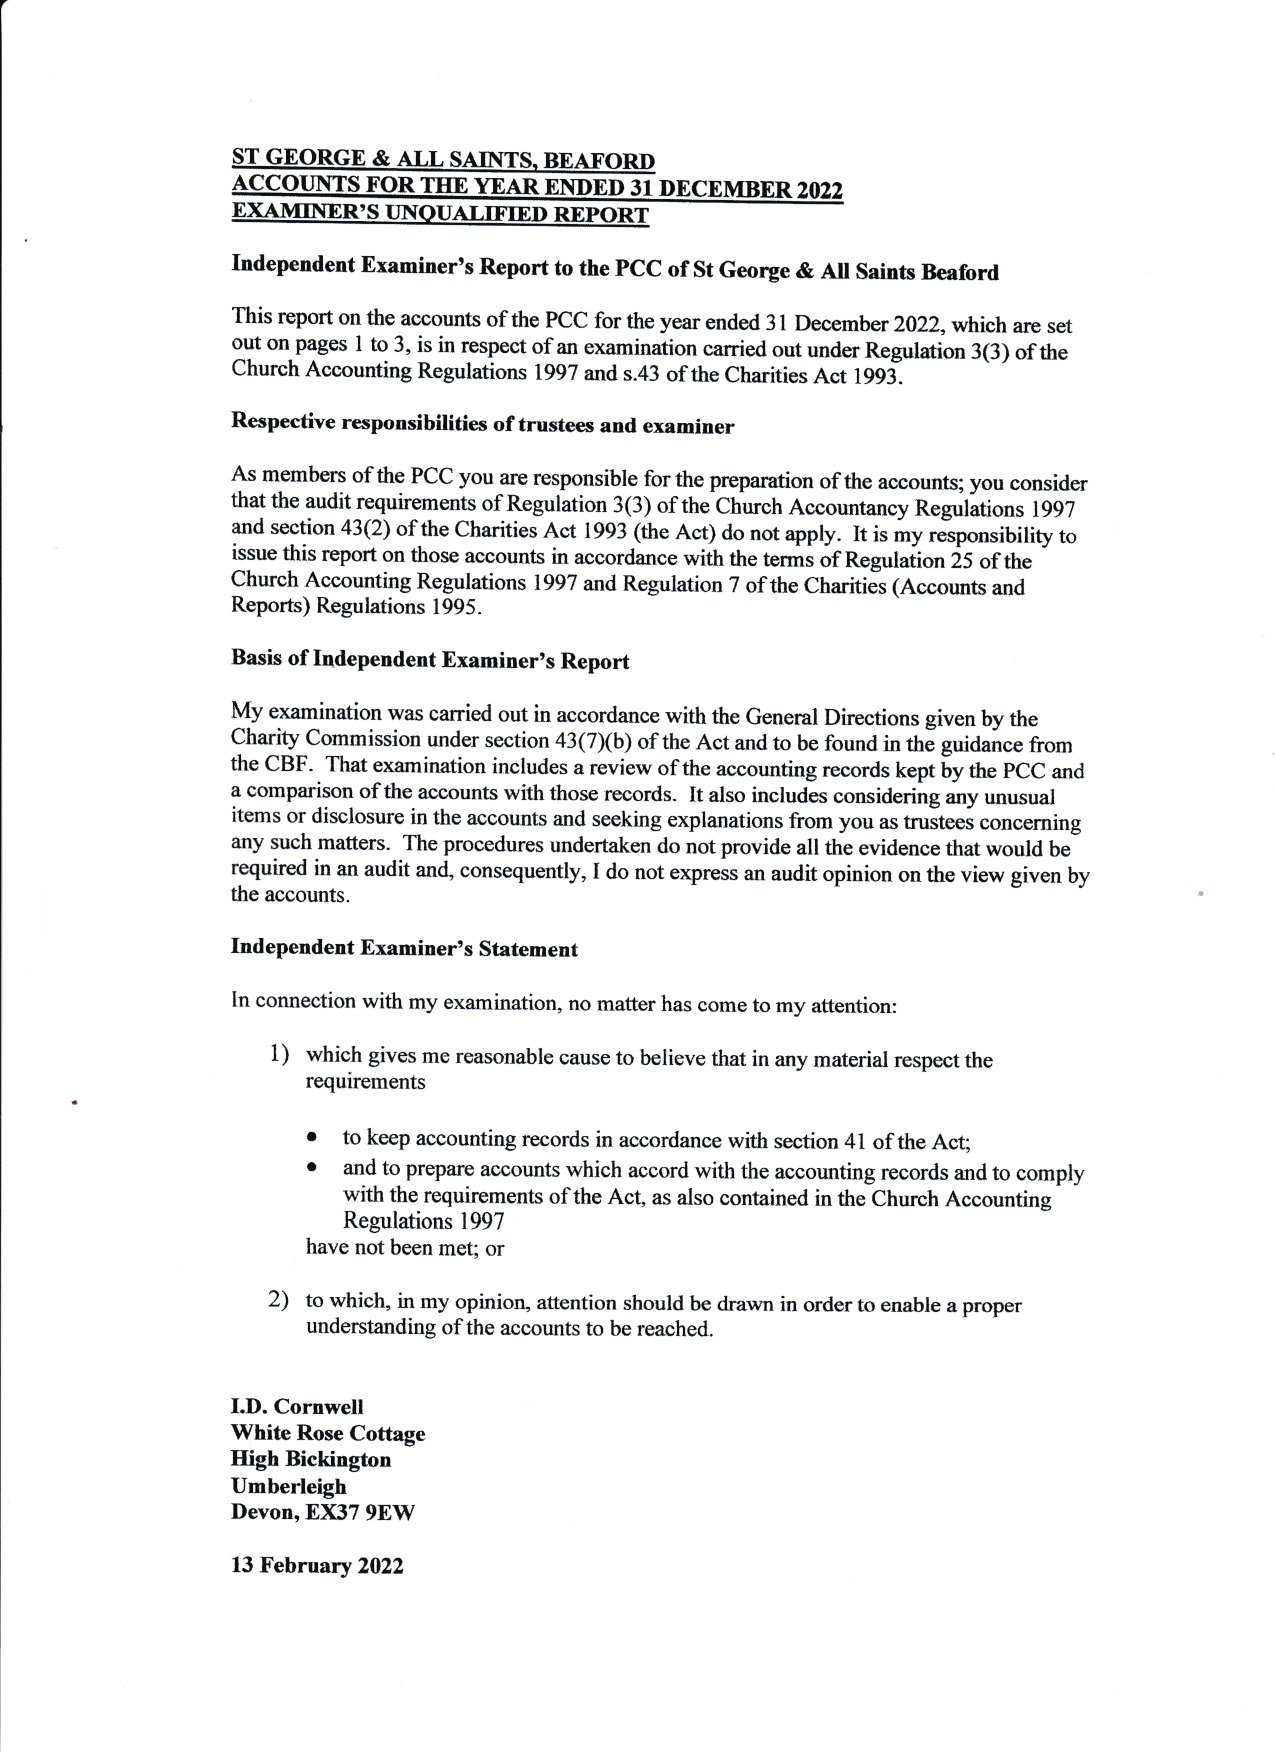 ST GEORGE & ALL SAINTS, BEAFORD
ACCOUNTS FOR THE YEAR ENDED 31 DECEMBER 2022
EXAMINER'S UNQUALIFIED REPORT
Independent Examiner's Report to the PCC of St George & All Saints Beaford
This report on the accounts of the PCC for the year ended 31 December 2022, which are set
out on pages 1 to 3, is in respect of an examination carried out under Regulation 3(3) of the
Church Accounting Regulations 1997 and s.43 of the Charities Act 1993.
Respective responsibilities of trustees and examiner
As members of the PCC you are responsible for the preparation of the accounts; you consider
that the audit requirements of Regulation 3(3) of the Church Accountancy Regulations 1997
and section 43(2) of the Charities Act 1993 (the Act) do not apply.  It is my responsibility to
issue this report on those accounts in accordance with the terms of Regulation 25 of the
Church Accounting Regulations 1997 and Regulation 7 of the Charities (Accounts and
Reports) Regulations 1995.
Basis of Independent Examiner's Report
My examination was carried out in accordance with the General Directions given by the
Charity Commission under section 43(7)(b) of the Act and to be found in the guidance from
the CBF.  That examination includes a review of the accounting records kept by the PCC and
a comparison of the accounts with those records.  It also includes considering any unusual
items or disclosure in the accounts and seeking explanations from you as trustees concerning
any such matters.  The procedures undertaken do not provide all the evidence that would be
required in an audit and, consequently, I do not express an audit opinion on the view given by
the accounts.
Independent Examiner's Statement
In connection with my examination, no matter has come to my attention:
1) which gives me reasonable cause to believe that in any material respect the
requirements
• to keep accounting records in accordance with section 41 of the Act;
• and to prepare accounts which accord with the accounting records and to comply
with the requirements of the Act, as also contained in the Church Accounting
Regulations 1997
have not been met; or
2) to which, in my opinion, attention should be drawn in order to enable a proper
understanding of the accounts to be reached.
I.D. Cornwell
White Rose Cottage
High Bickington
Umberleigh
Devon, EX37 9EW
13 February 2022